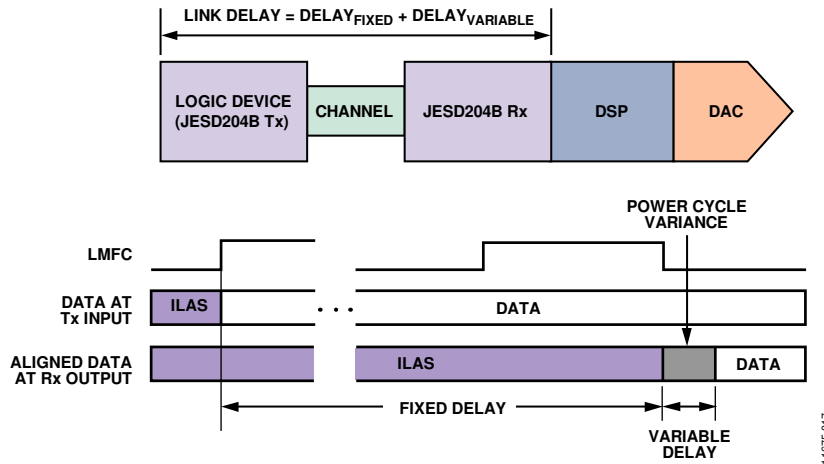 LINK DELAY = DELAYFIXED + DELAYVARIABLE
LOGIC DEVICE
(JESD204B Tx)
CHANNEL
JESD204B Rx
DSP
DAC
POWER CYCLE
VARIANCE
LMFC
DATA AT
Tx INPUT
ILAS
. . .
DATA
ALIGNED DATA
AT Rx OUTPUT
ILAS
DATA
FIXED DELAY
VARIABLE
DELAY